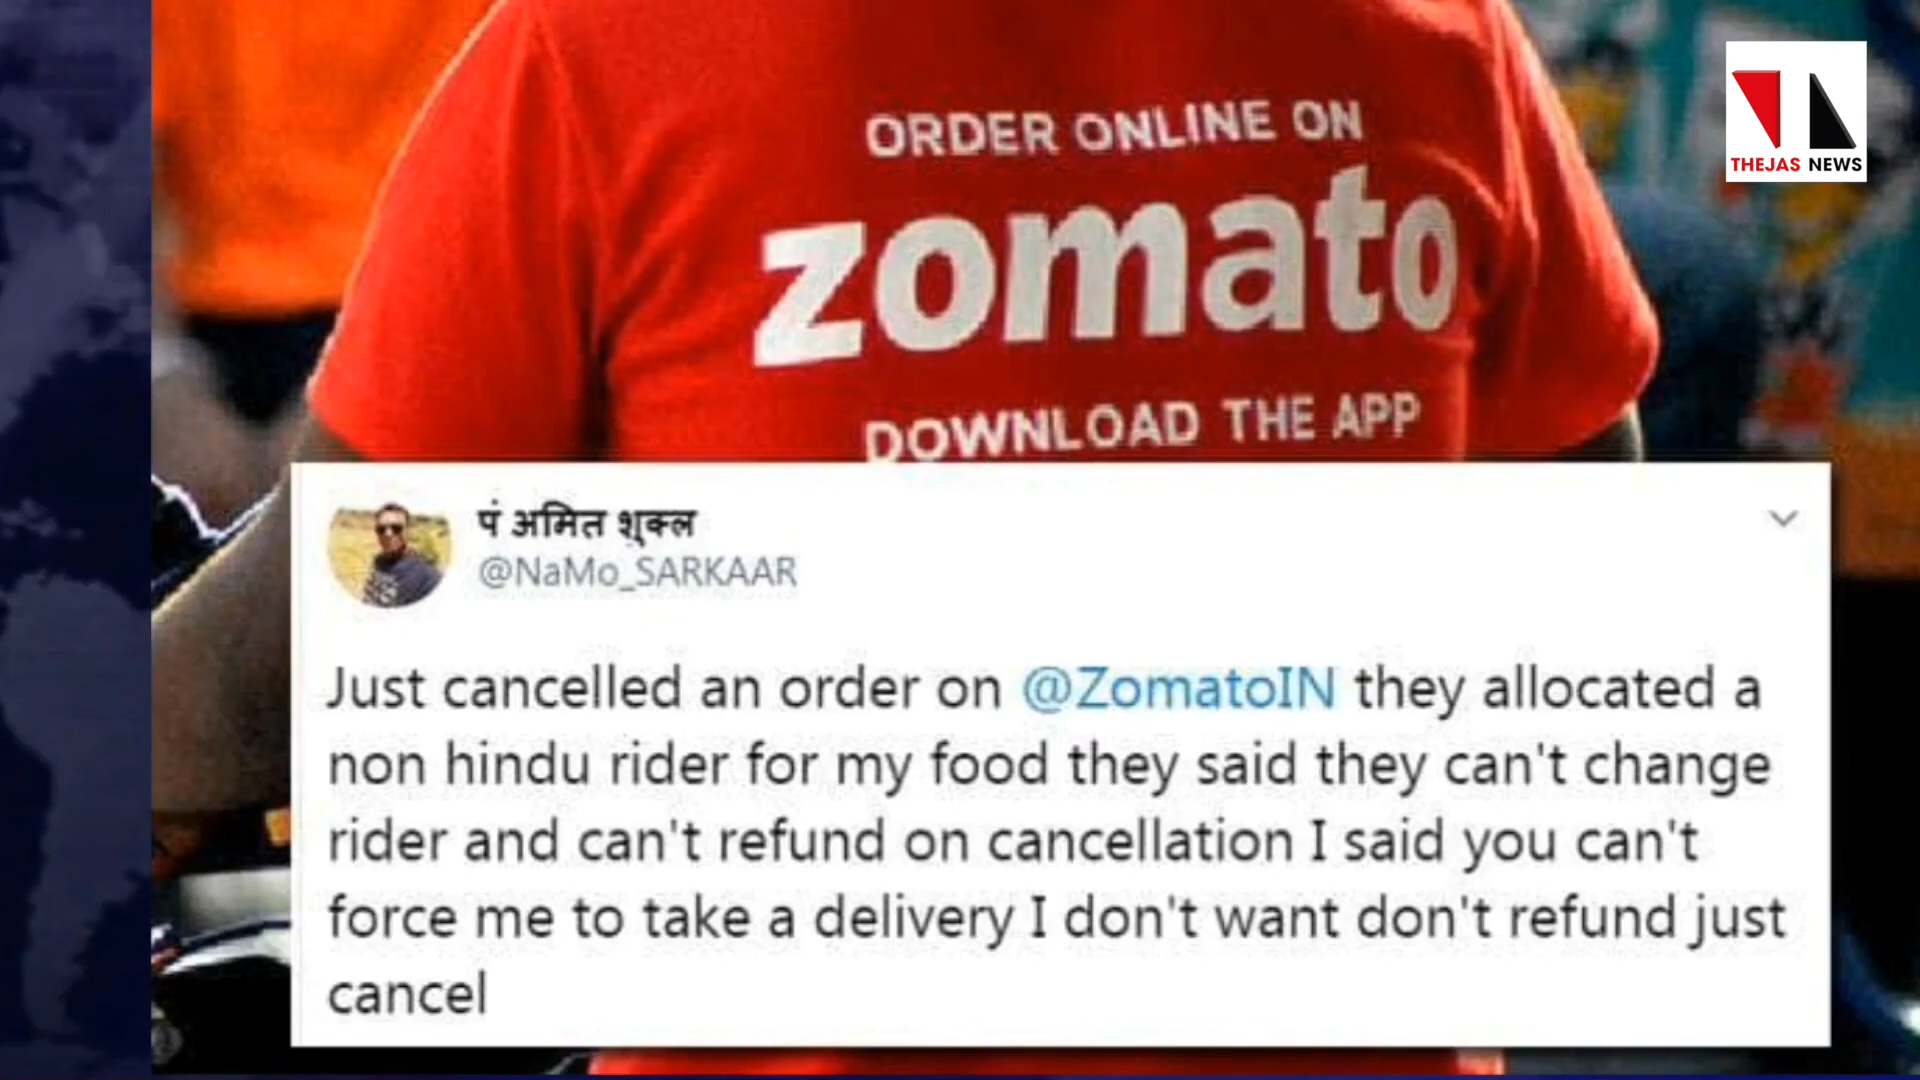 ORDER ONLINE ON
zomato
DOWNLOAD THE APP
THEJAS NEWS
पं अमित शुक्ल
@NaMo_SARKAAR
Just cancelled an order on @ZomatoIN they allocated a
non hindu rider for my food they said they can't change
rider and can't refund on cancellation I said you can't
force me to take a delivery I don't want don't refund just
cancel